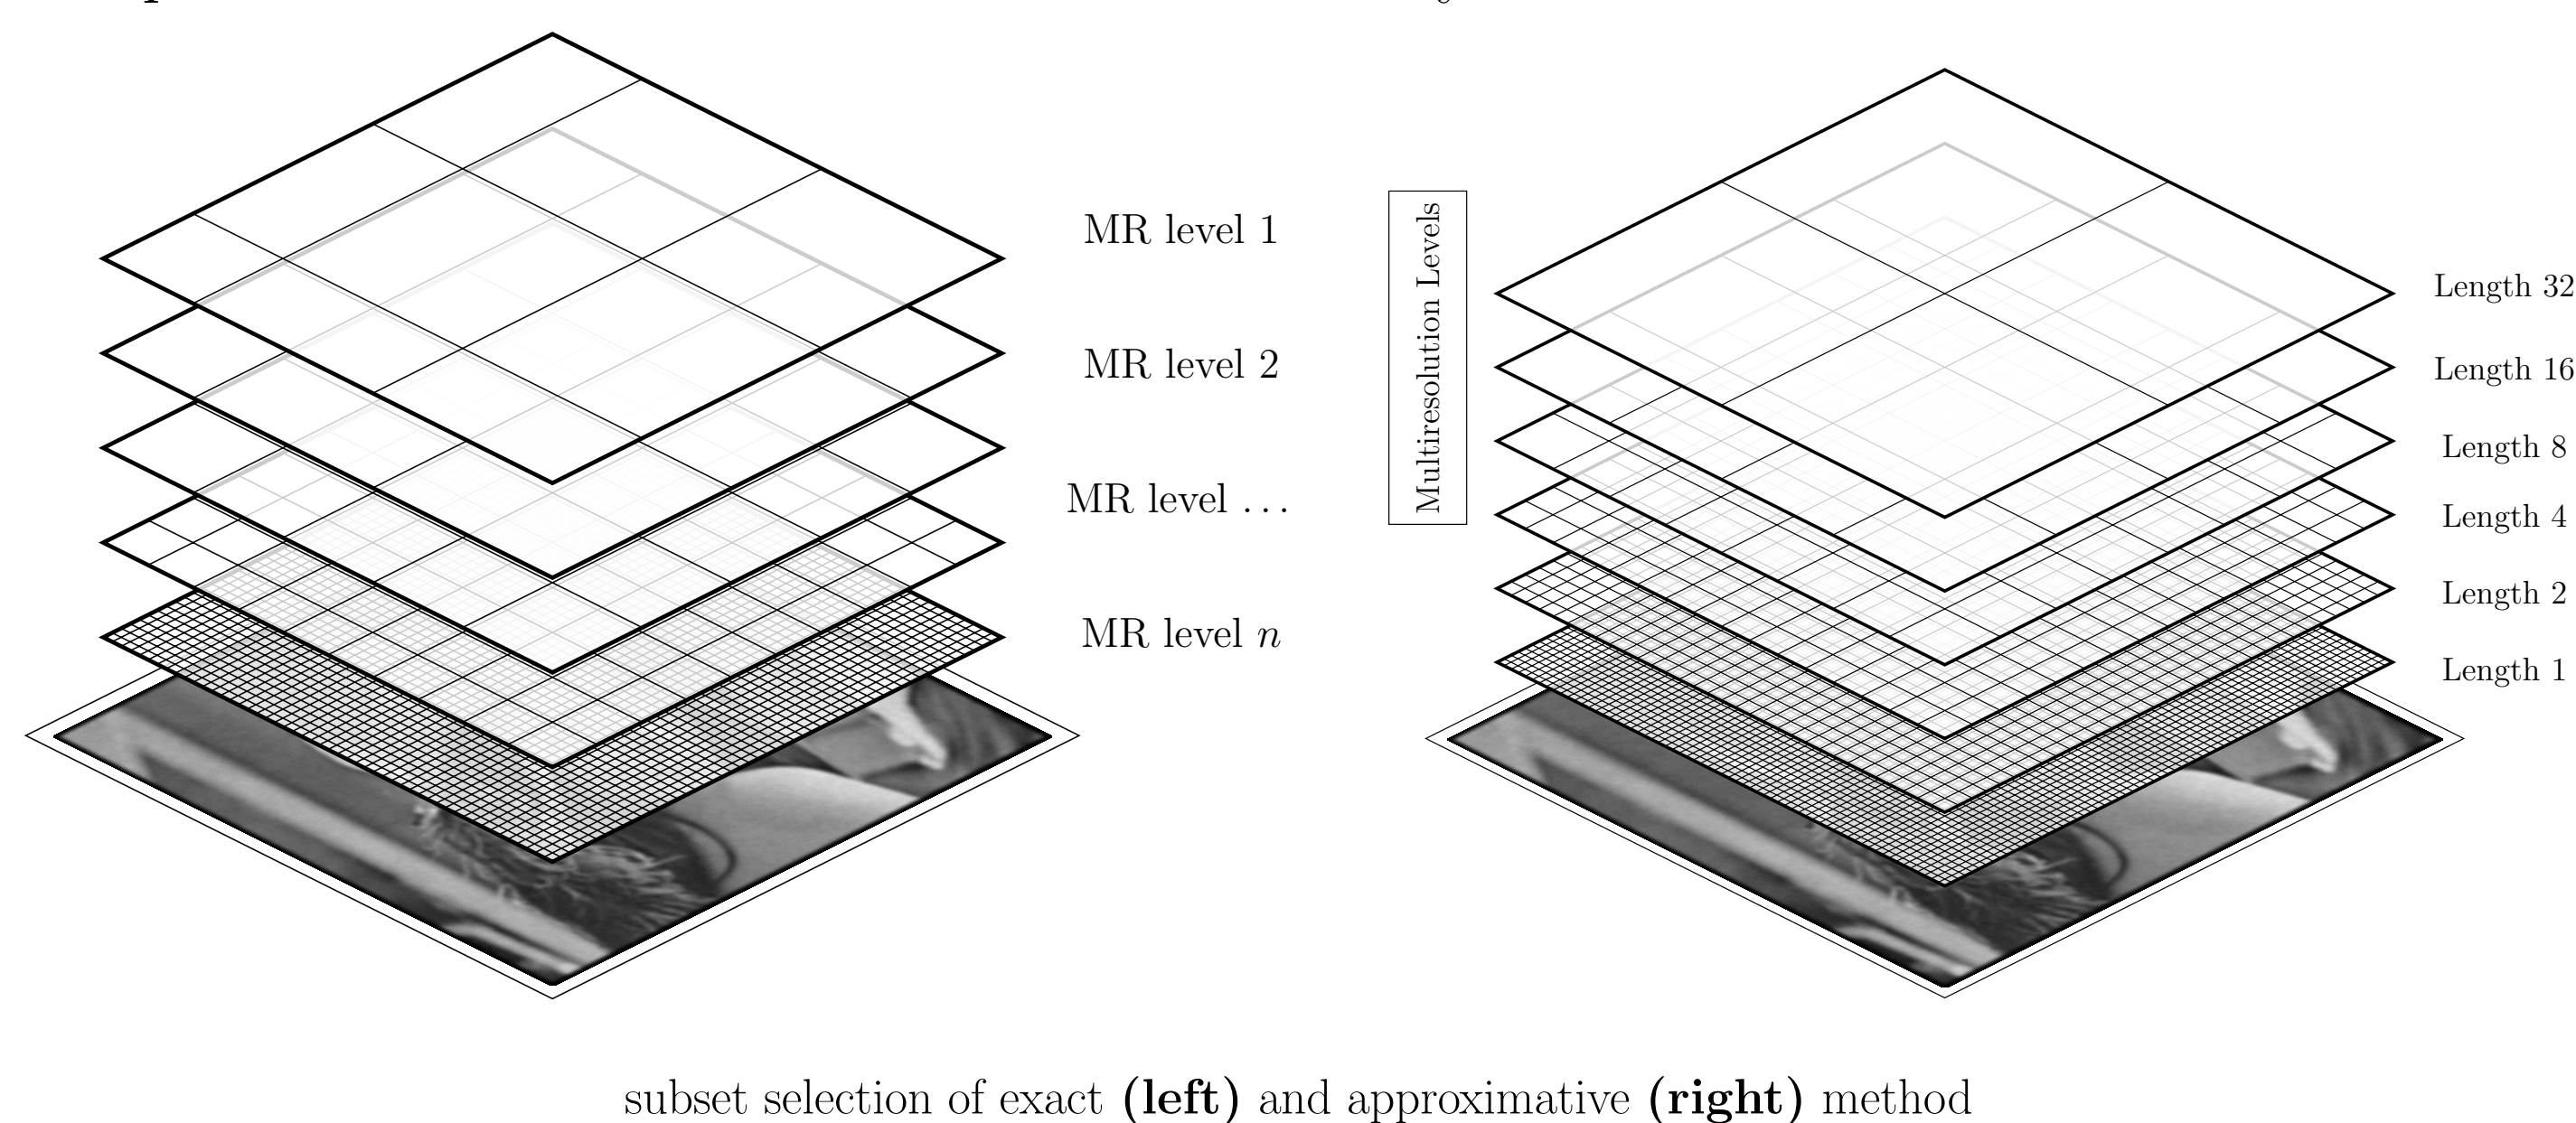 MR level 1
MR level 2
MR level ...
MR level n
Multiresolution Levels
Length 32
Length 16
Length 8
Length 4
Length 2
Length 1
subset selection of exact (left) and approximative (right) method